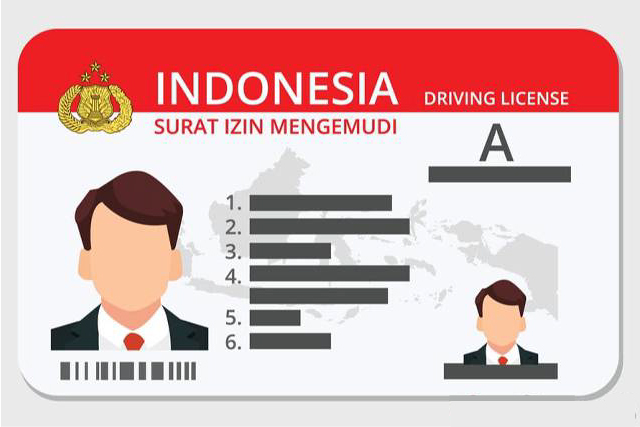 INDONESIA
DRIVING LICENSE
SURAT IZIN MENGEMUDI
A
1.
2.
3.
4.
5.
6.